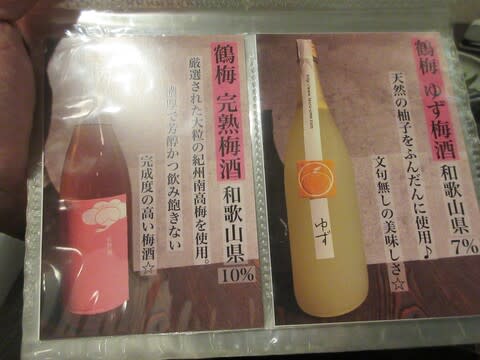 鶴梅 完熟梅酒 和歌山県
10%
厳選された大粒の紀州南高梅を使用。
濃厚で芳醇かつ飲み飽きない
完成度の高い梅酒☆
鶴梅 ゆず梅酒 和歌山県
7%
天然の柚子をふんだんに使用♪
文句無しの美味しさ☆
ゆず